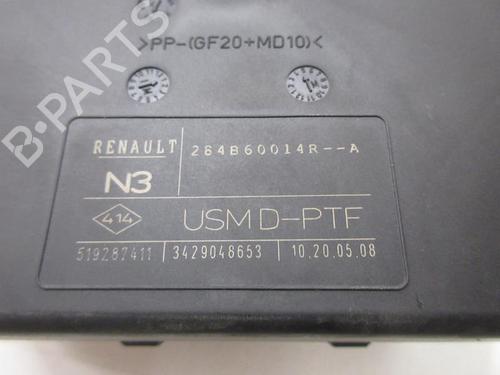 >PP-(GF20+MD10)<
B-PARTS
RENAULT 284B60014R--A
N3
414 USM D-PTF
519287411 3429048653 10.20.05.08